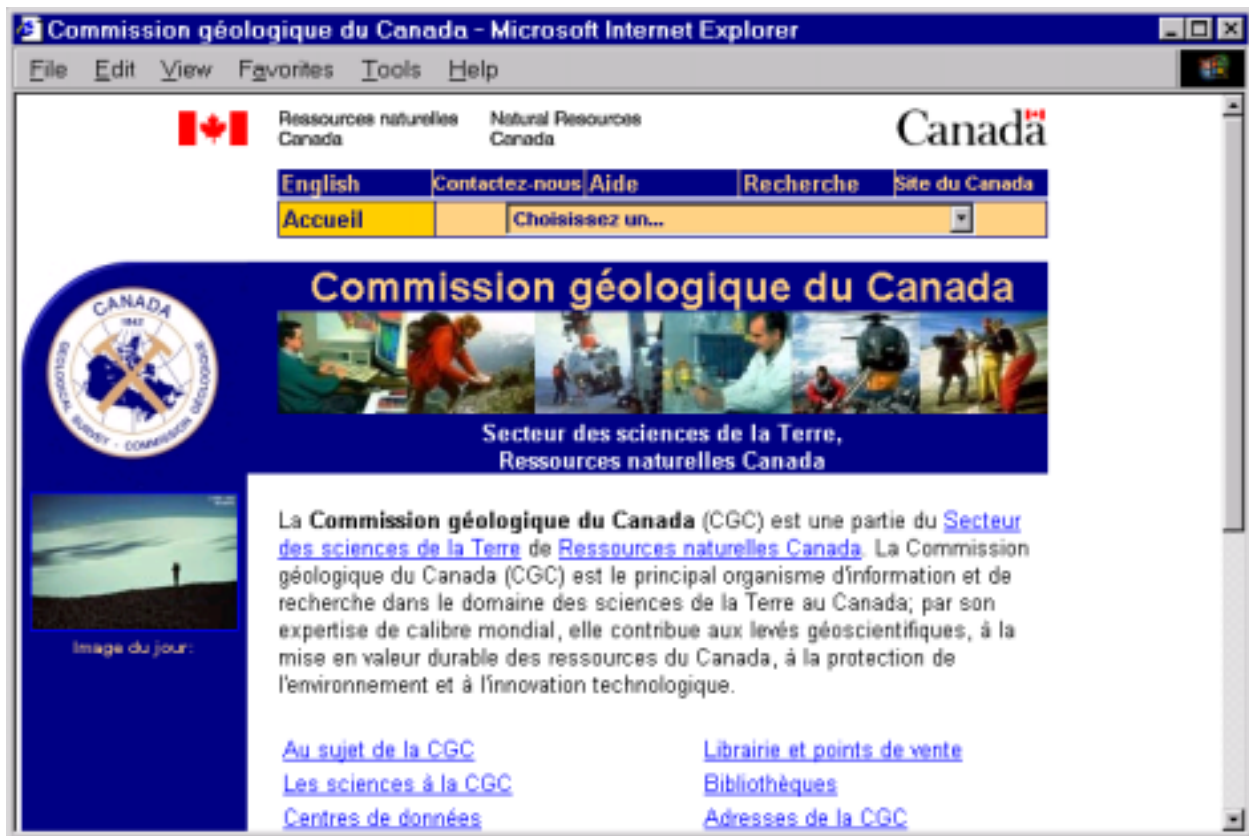 Commission géologique du Canada - Microsoft Internet Explorer
File Edit View Favorites Tools Help
Ressources naturelles Canada
Natural Resources Canada
Canada
English Contactez-nous Aide Recherche Site du Canada
Accueil Choisissez un...
Commission géologique du Canada
CANADA
1842
GEOLOGICAL SURVEY - COMMISSION GÉOLOGIQUE
Secteur des sciences de la Terre,
Ressources naturelles Canada
La Commission géologique du Canada (CGC) est une partie du Secteur
des sciences de la Terre de Ressources naturelles Canada. La Commission
géologique du Canada (CGC) est le principal organisme d'information et de
recherche dans le domaine des sciences de la Terre au Canada; par son
expertise de calibre mondial, elle contribue aux levés géoscientifiques, á la
mise en valeur durable des ressources du Canada, á la protection de
l'environnement et á l'innovation technologique.
Image du jour:
Au sujet de la CGC Librairie et points de vente
Les sciences á la CGC Bibliothèques
Centres de données Adresses de la CGC